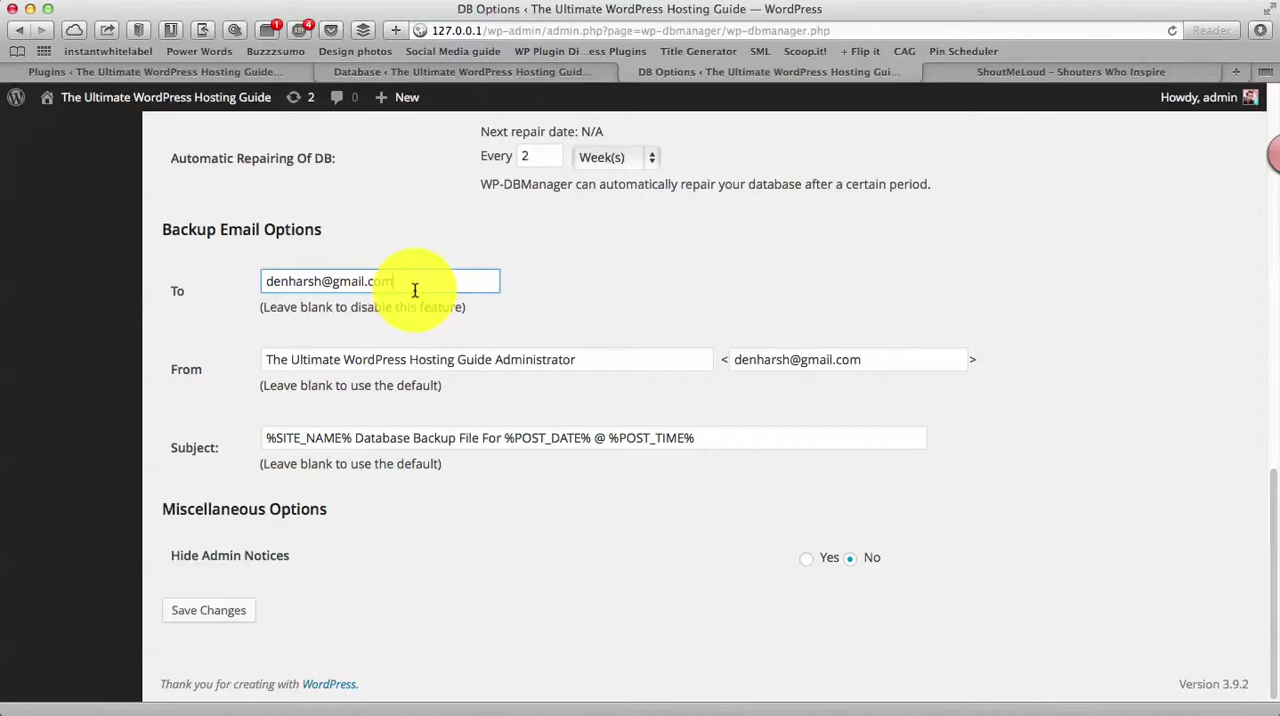 DB Options ‹ The Ultimate WordPress Hosting Guide — WordPress
127.0.0.1/wp-admin/admin.php?page=wp-dbmanager/wp-dbmanager.php
Reader
1
4
instantwhitelabel Power Words Buzzzsumo Design photos Social Media guide WP Plugin Di...ess Plugins Title Generator SML Scoop.it! + Flip it CAG Pin Scheduler
Plugins ‹ The Ultimate WordPress Hosting Guide... Database ‹ The Ultimate WordPress Hosting Guid... DB Options ‹ The Ultimate WordPress Hosting Gui... ShoutMeLoud - Shouters Who Inspire
The Ultimate WordPress Hosting Guide 2 0 + New Howdy, admin
Next repair date: N/A
Automatic Repairing Of DB: Every 2 Week(s)
WP-DBManager can automatically repair your database after a certain period.
Backup Email Options
To denharsh@gmail.com
(Leave blank to disable this feature)
From The Ultimate WordPress Hosting Guide Administrator < denharsh@gmail.com >
(Leave blank to use the default)
Subject: %SITE_NAME% Database Backup File For %POST_DATE% @ %POST_TIME%
(Leave blank to use the default)
Miscellaneous Options
Hide Admin Notices Yes No
Save Changes
Thank you for creating with WordPress. Version 3.9.2